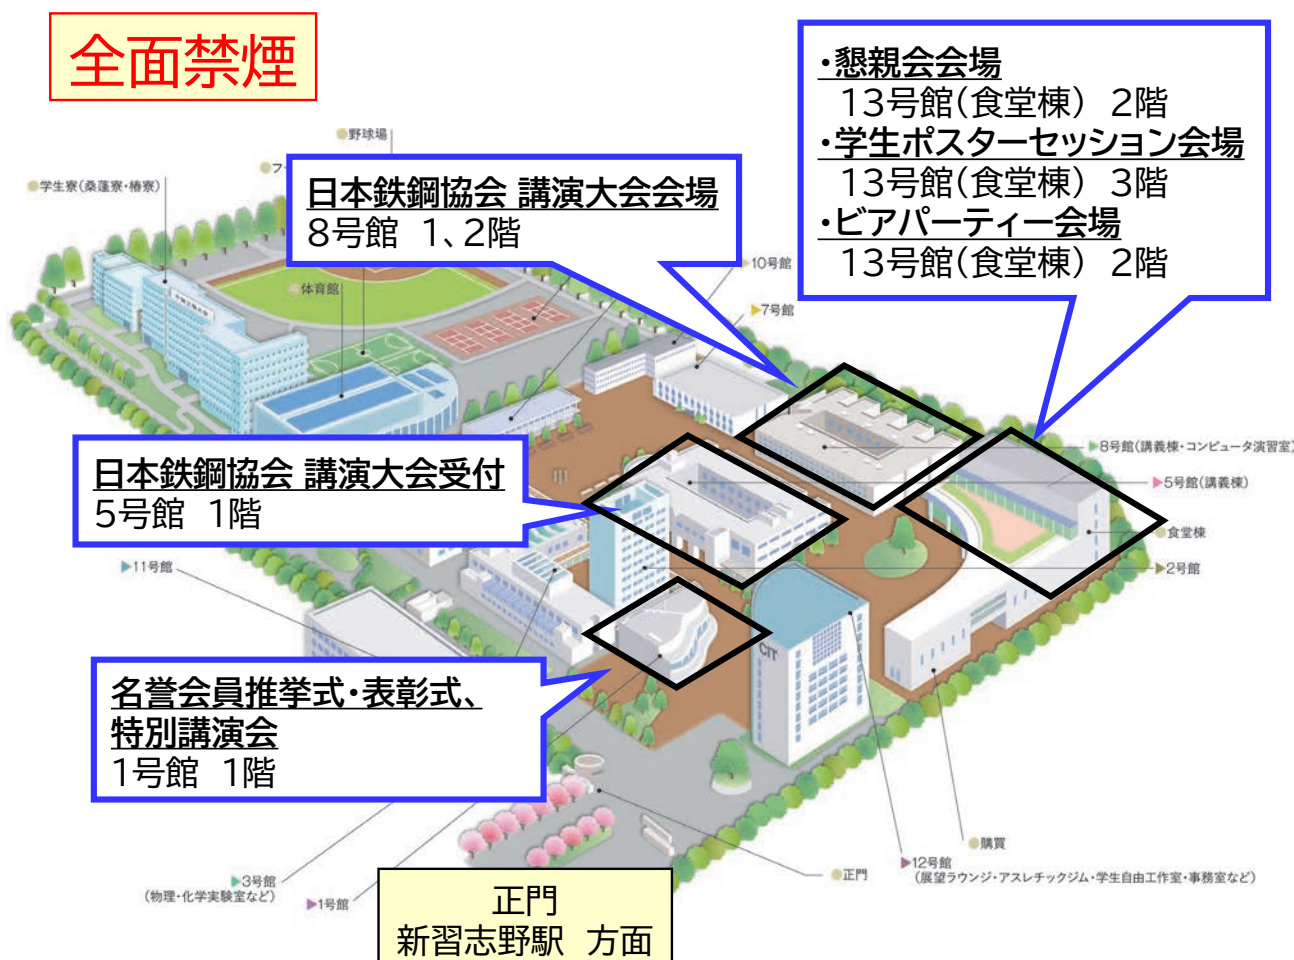 全面禁煙
・懇親会会場
13号館(食堂棟) 2階
・学生ポスターセッション会場
13号館(食堂棟) 3階
・ビアパーティー会場
13号館(食堂棟) 2階
●野球場
●フ
●学生寮(桑蓬寮・椿寮)
日本鉄鋼協会 講演大会会場
8号館 1、2階
▶10号館
●体育館
▶7号館
▶8号館(講義棟・コンピュータ演習室)
日本鉄鋼協会 講演大会受付
5号館 1階
▶5号館(講義棟)
●食堂棟
▶11号館
▶2号館
CIT
名誉会員推挙式・表彰式、
特別講演会
1号館 1階
●購買
▶12号館
(展望ラウンジ・アスレチックジム・学生自由工作室・事務室など)
●正門
▶3号館
(物理・化学実験室など)
▶1号館
正門
新習志野駅 方面